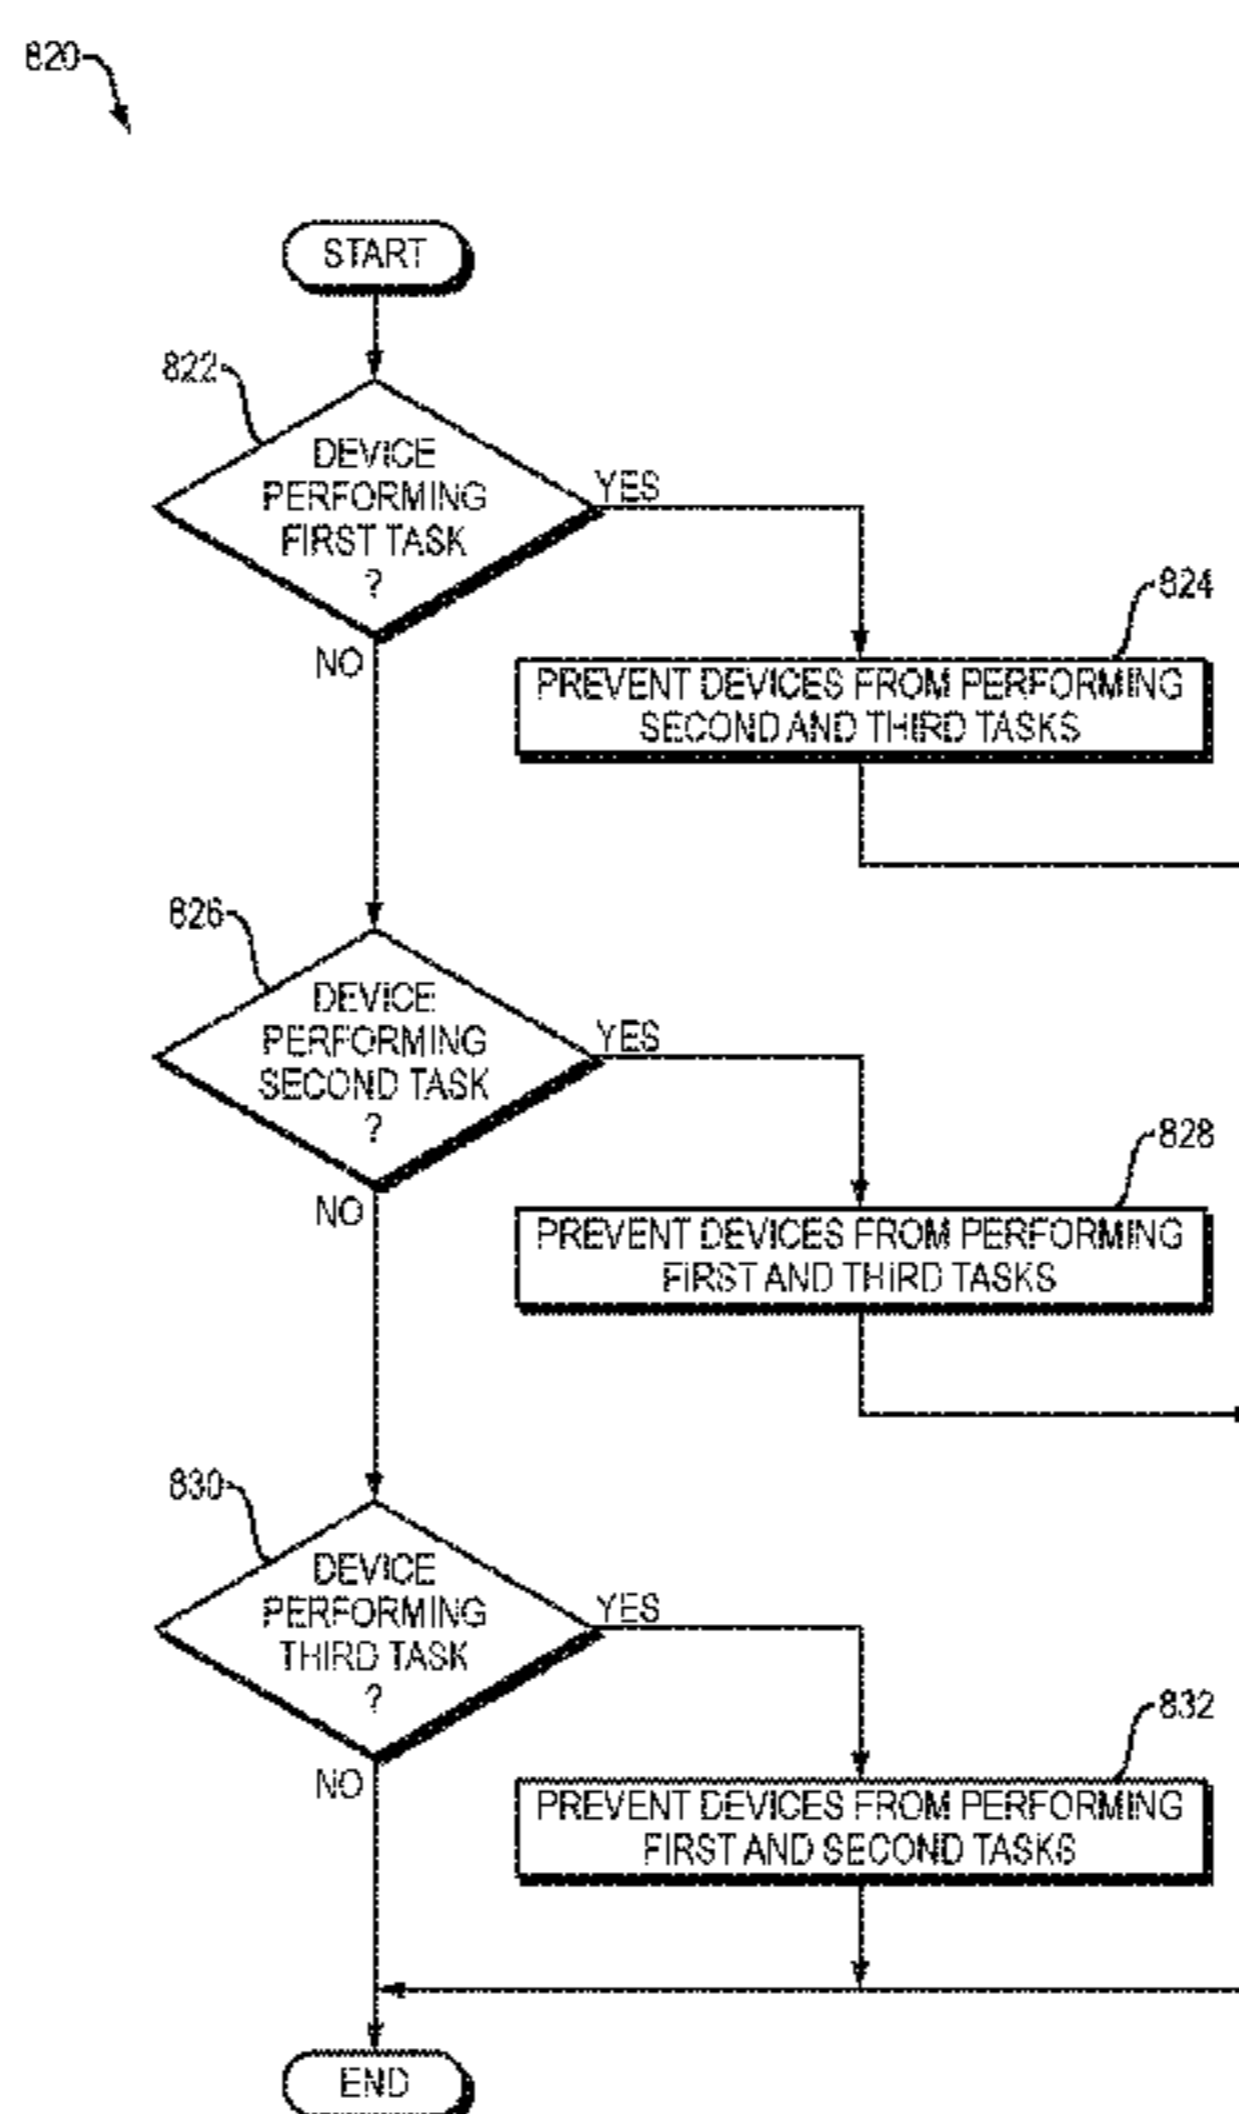 820
START
822
DEVICE
PERFORMING
FIRST TASK
?
YES
NO
824
PREVENT DEVICES FROM PERFORMING
SECOND AND THIRD TASKS
826
DEVICE
PERFORMING
SECOND TASK
?
YES
NO
828
PREVENT DEVICES FROM PERFORMING
FIRST AND THIRD TASKS
830
DEVICE
PERFORMING
THIRD TASK
?
YES
NO
832
PREVENT DEVICES FROM PERFORMING
FIRST AND SECOND TASKS
END